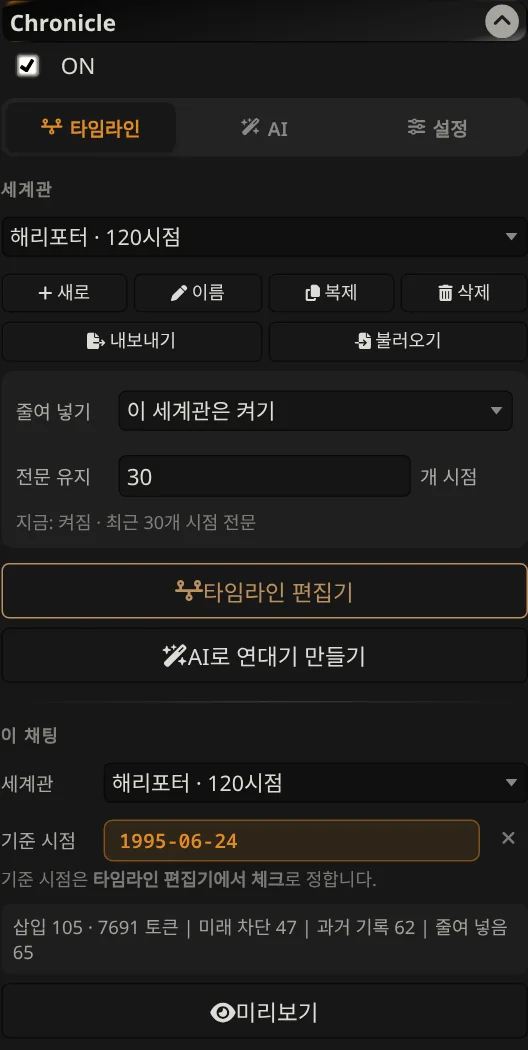 Chronicle
ON
타임라인 AI 설정
세계관
해리포터 · 120시점
새로 이름 복제 삭제
내보내기 불러오기
줄여 넣기 이 세계관은 켜기
전문 유지 30 개 시점
지금: 켜짐 · 최근 30개 시점 전문
타임라인 편집기
AI로 연대기 만들기
이 채팅
세계관 해리포터 · 120시점
기준 시점 1995-06-24
기준 시점은 타임라인 편집기에서 체크로 정합니다.
삽입 105 · 7691 토큰 | 미래 차단 47 | 과거 기록 62 | 줄여 넣음
65
미리보기